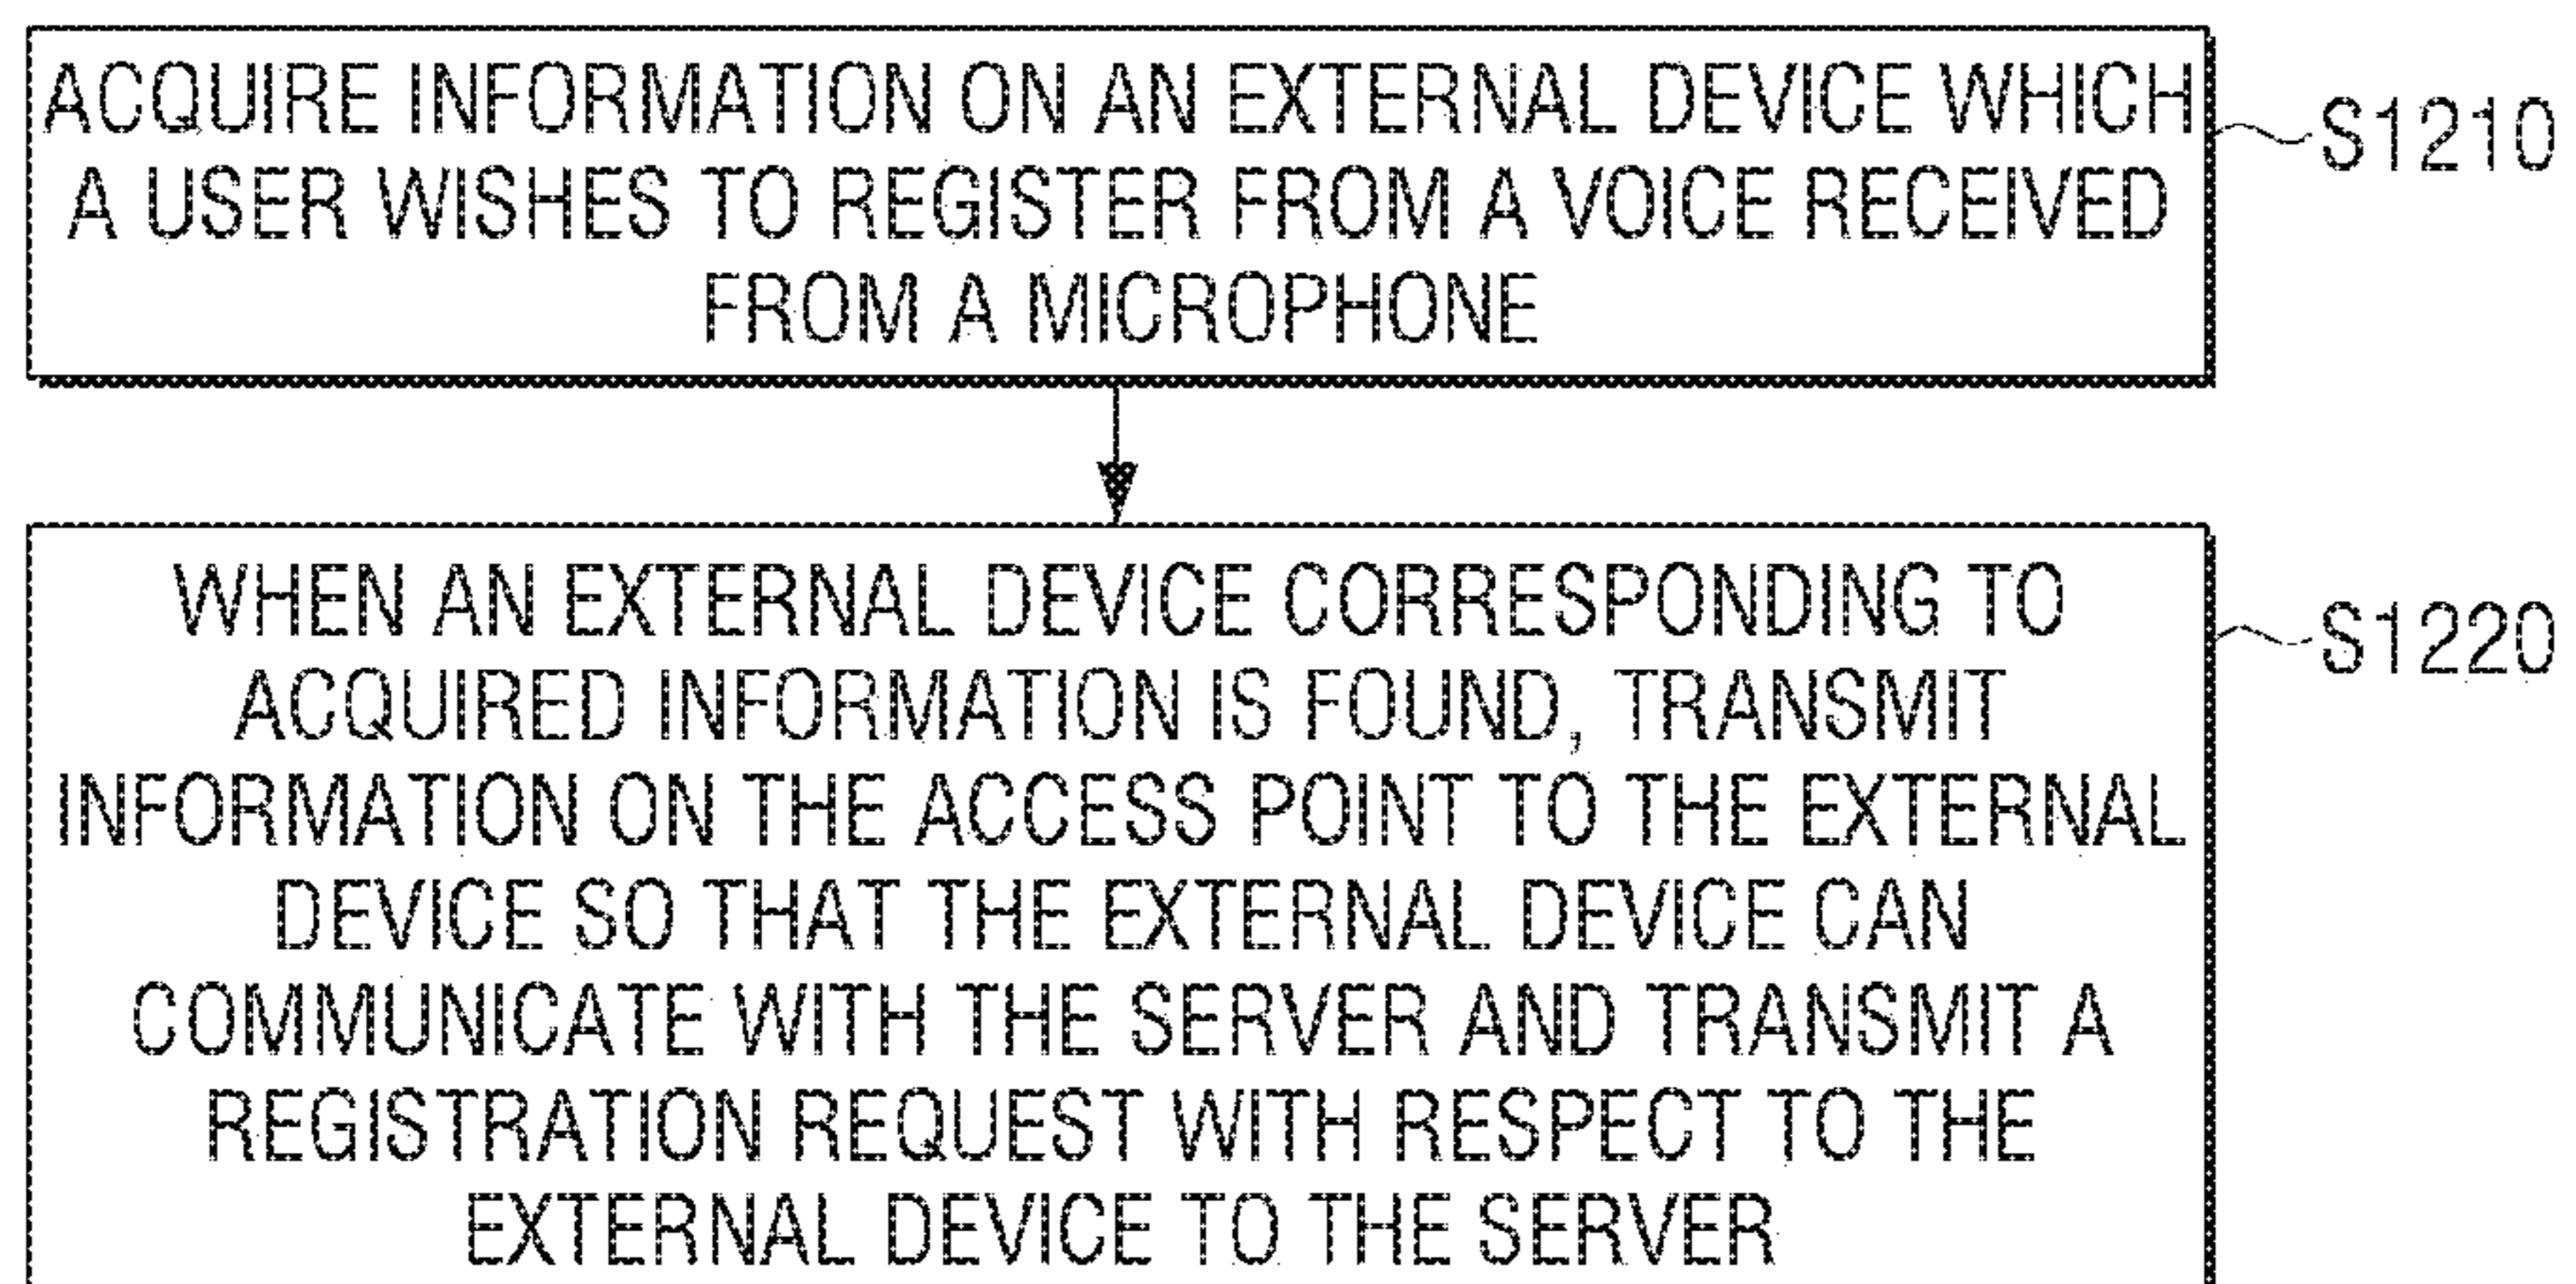 ACQUIRE INFORMATION ON AN EXTERNAL DEVICE WHICH
A USER WISHES TO REGISTER FROM A VOICE RECEIVED
FROM A MICROPHONE
S1210
WHEN AN EXTERNAL DEVICE CORRESPONDING TO
ACQUIRED INFORMATION IS FOUND, TRANSMIT
INFORMATION ON THE ACCESS POINT TO THE EXTERNAL
DEVICE SO THAT THE EXTERNAL DEVICE CAN
COMMUNICATE WITH THE SERVER AND TRANSMIT A
REGISTRATION REQUEST WITH RESPECT TO THE
EXTERNAL DEVICE TO THE SERVER
S1220